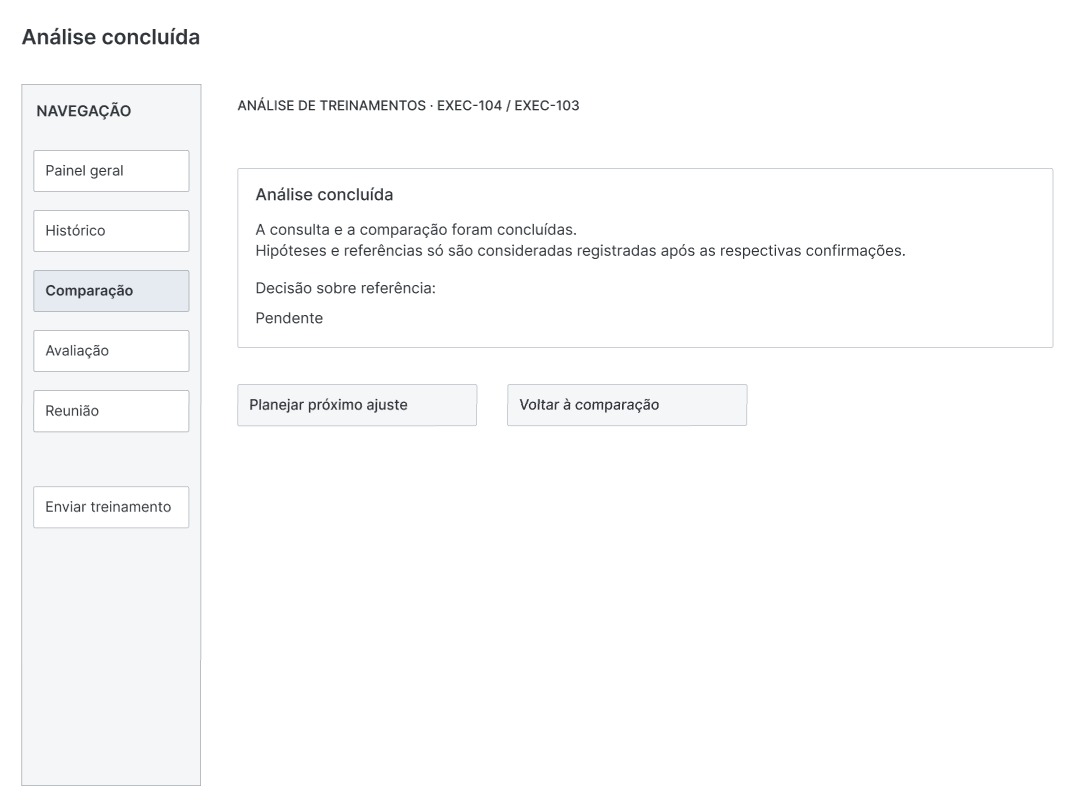 Análise concluída
NAVEGAÇÃO
Painel geral
Histórico
Comparação
Avaliação
Reunião
Enviar treinamento
ANÁLISE DE TREINAMENTOS · EXEC-104 / EXEC-103
Análise concluída
A consulta e a comparação foram concluídas.
Hipóteses e referências só são consideradas registradas após as respectivas confirmações.
Decisão sobre referência:
Pendente
Planejar próximo ajuste
Voltar à comparação